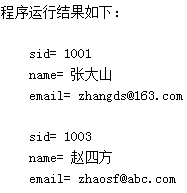 程序运行结果如下：
sid= 1001
name= 张大山
email= zhangds@163.com
sid= 1003
name= 赵四方
email= zhaosf@abc.com